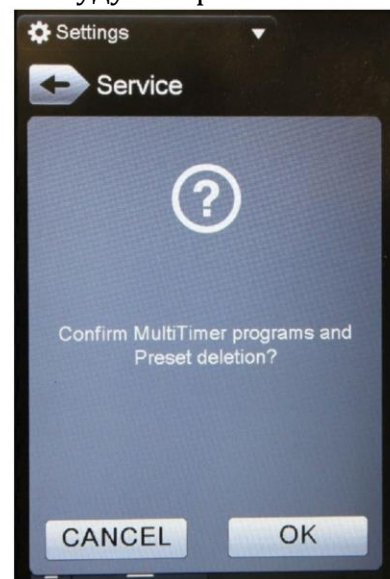 Settings
Service
?
Confirm MultiTimer programs and
Preset deletion?
CANCEL
OK